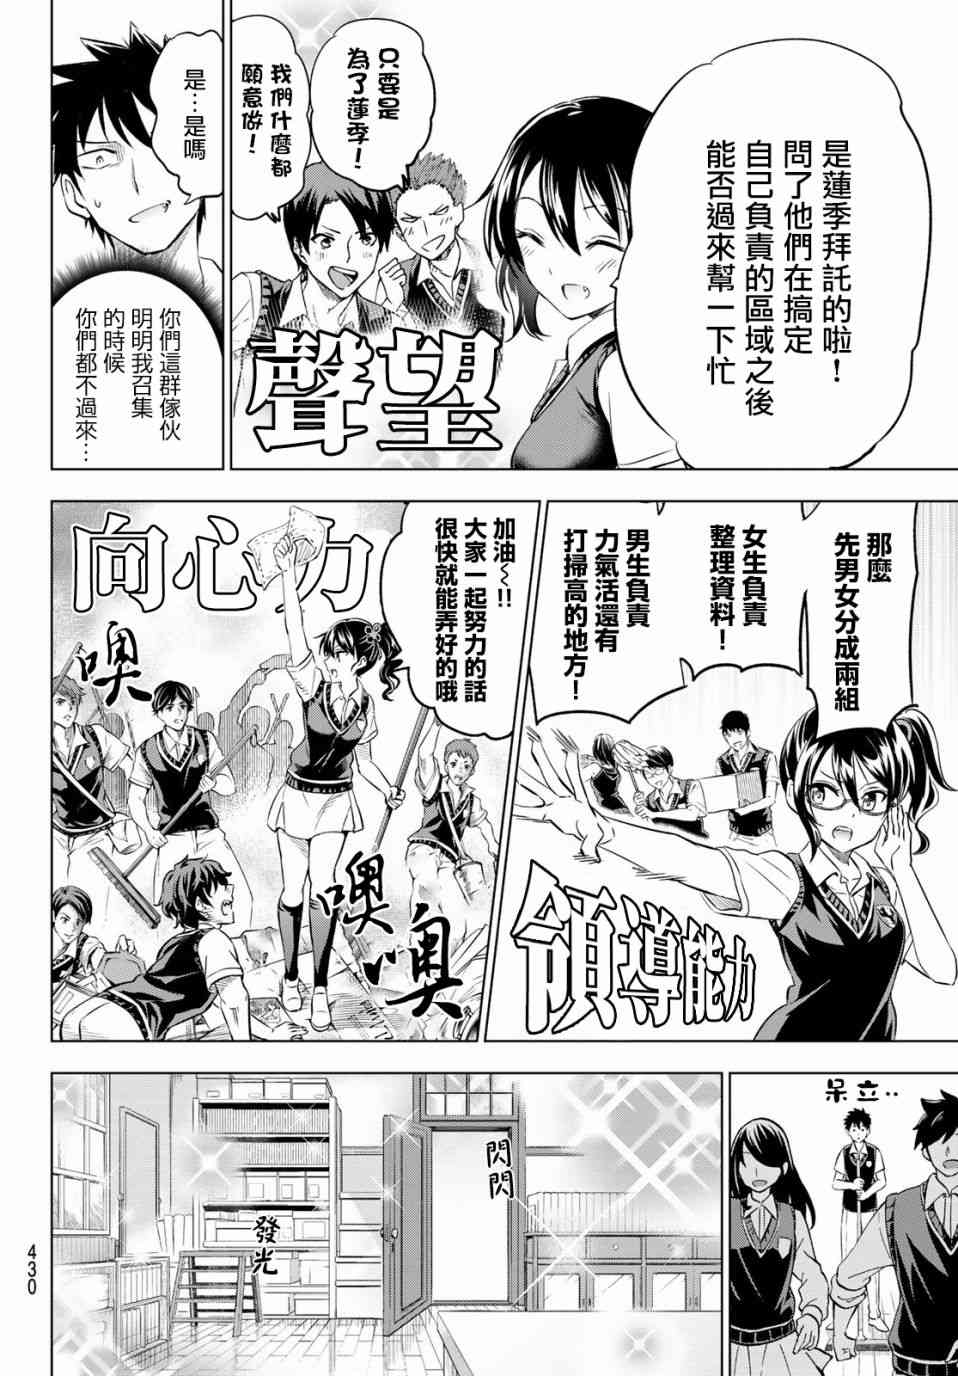 是蓮季拜託的啦！
問了他們在搞定
自己負責的區域之後
能否過來幫一下忙
只要是
為了蓮季！
我們什麼都
願意做！
聲望
是…是嗎
你們這群傢伙
明明我召集
的時候
你們都不過來…
那麼
先男女分成兩組
女生負責
整理資料！
男生負責
力氣活還有
打掃高的地方！
領導能力
加油～!!
大家一起努力的話
很快就能弄好的哦
向心力
噢
噢
噢
呆立..
閃閃
發光
430